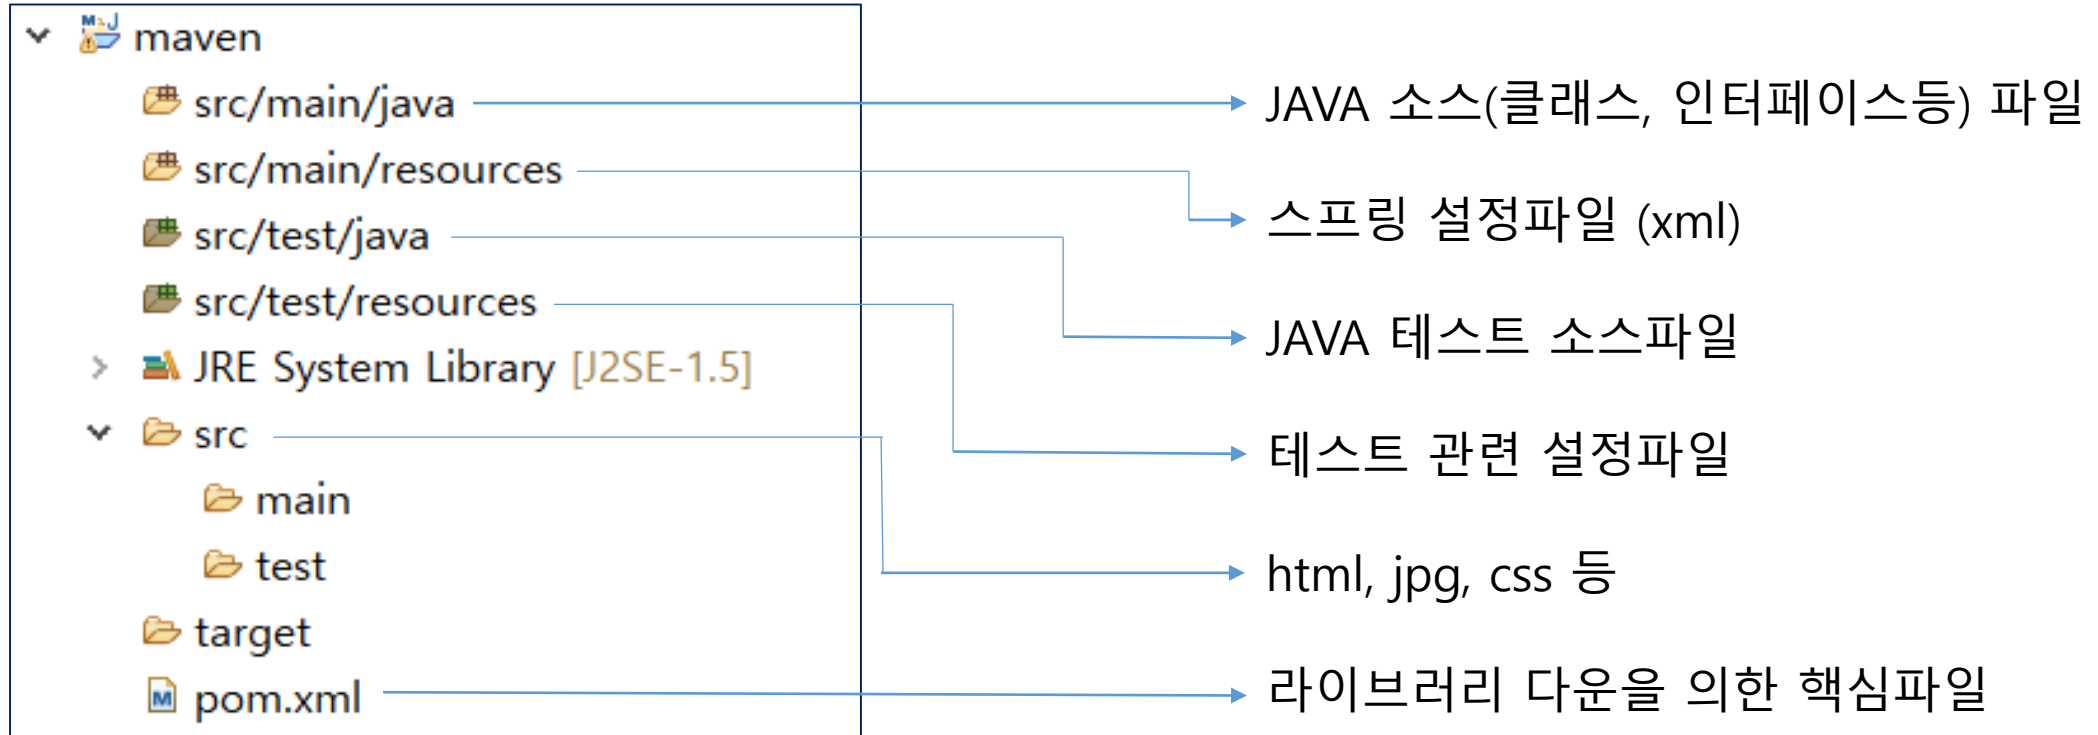 maven
src/main/java
JAVA 소스(클래스, 인터페이스등) 파일
src/main/resources
스프링 설정파일 (xml)
src/test/java
src/test/resources
JAVA 테스트 소스파일
JRE System Library [J2SE-1.5]
src
테스트 관련 설정파일
main
test
html, jpg, css 등
target
pom.xml
라이브러리 다운을 의한 핵심파일